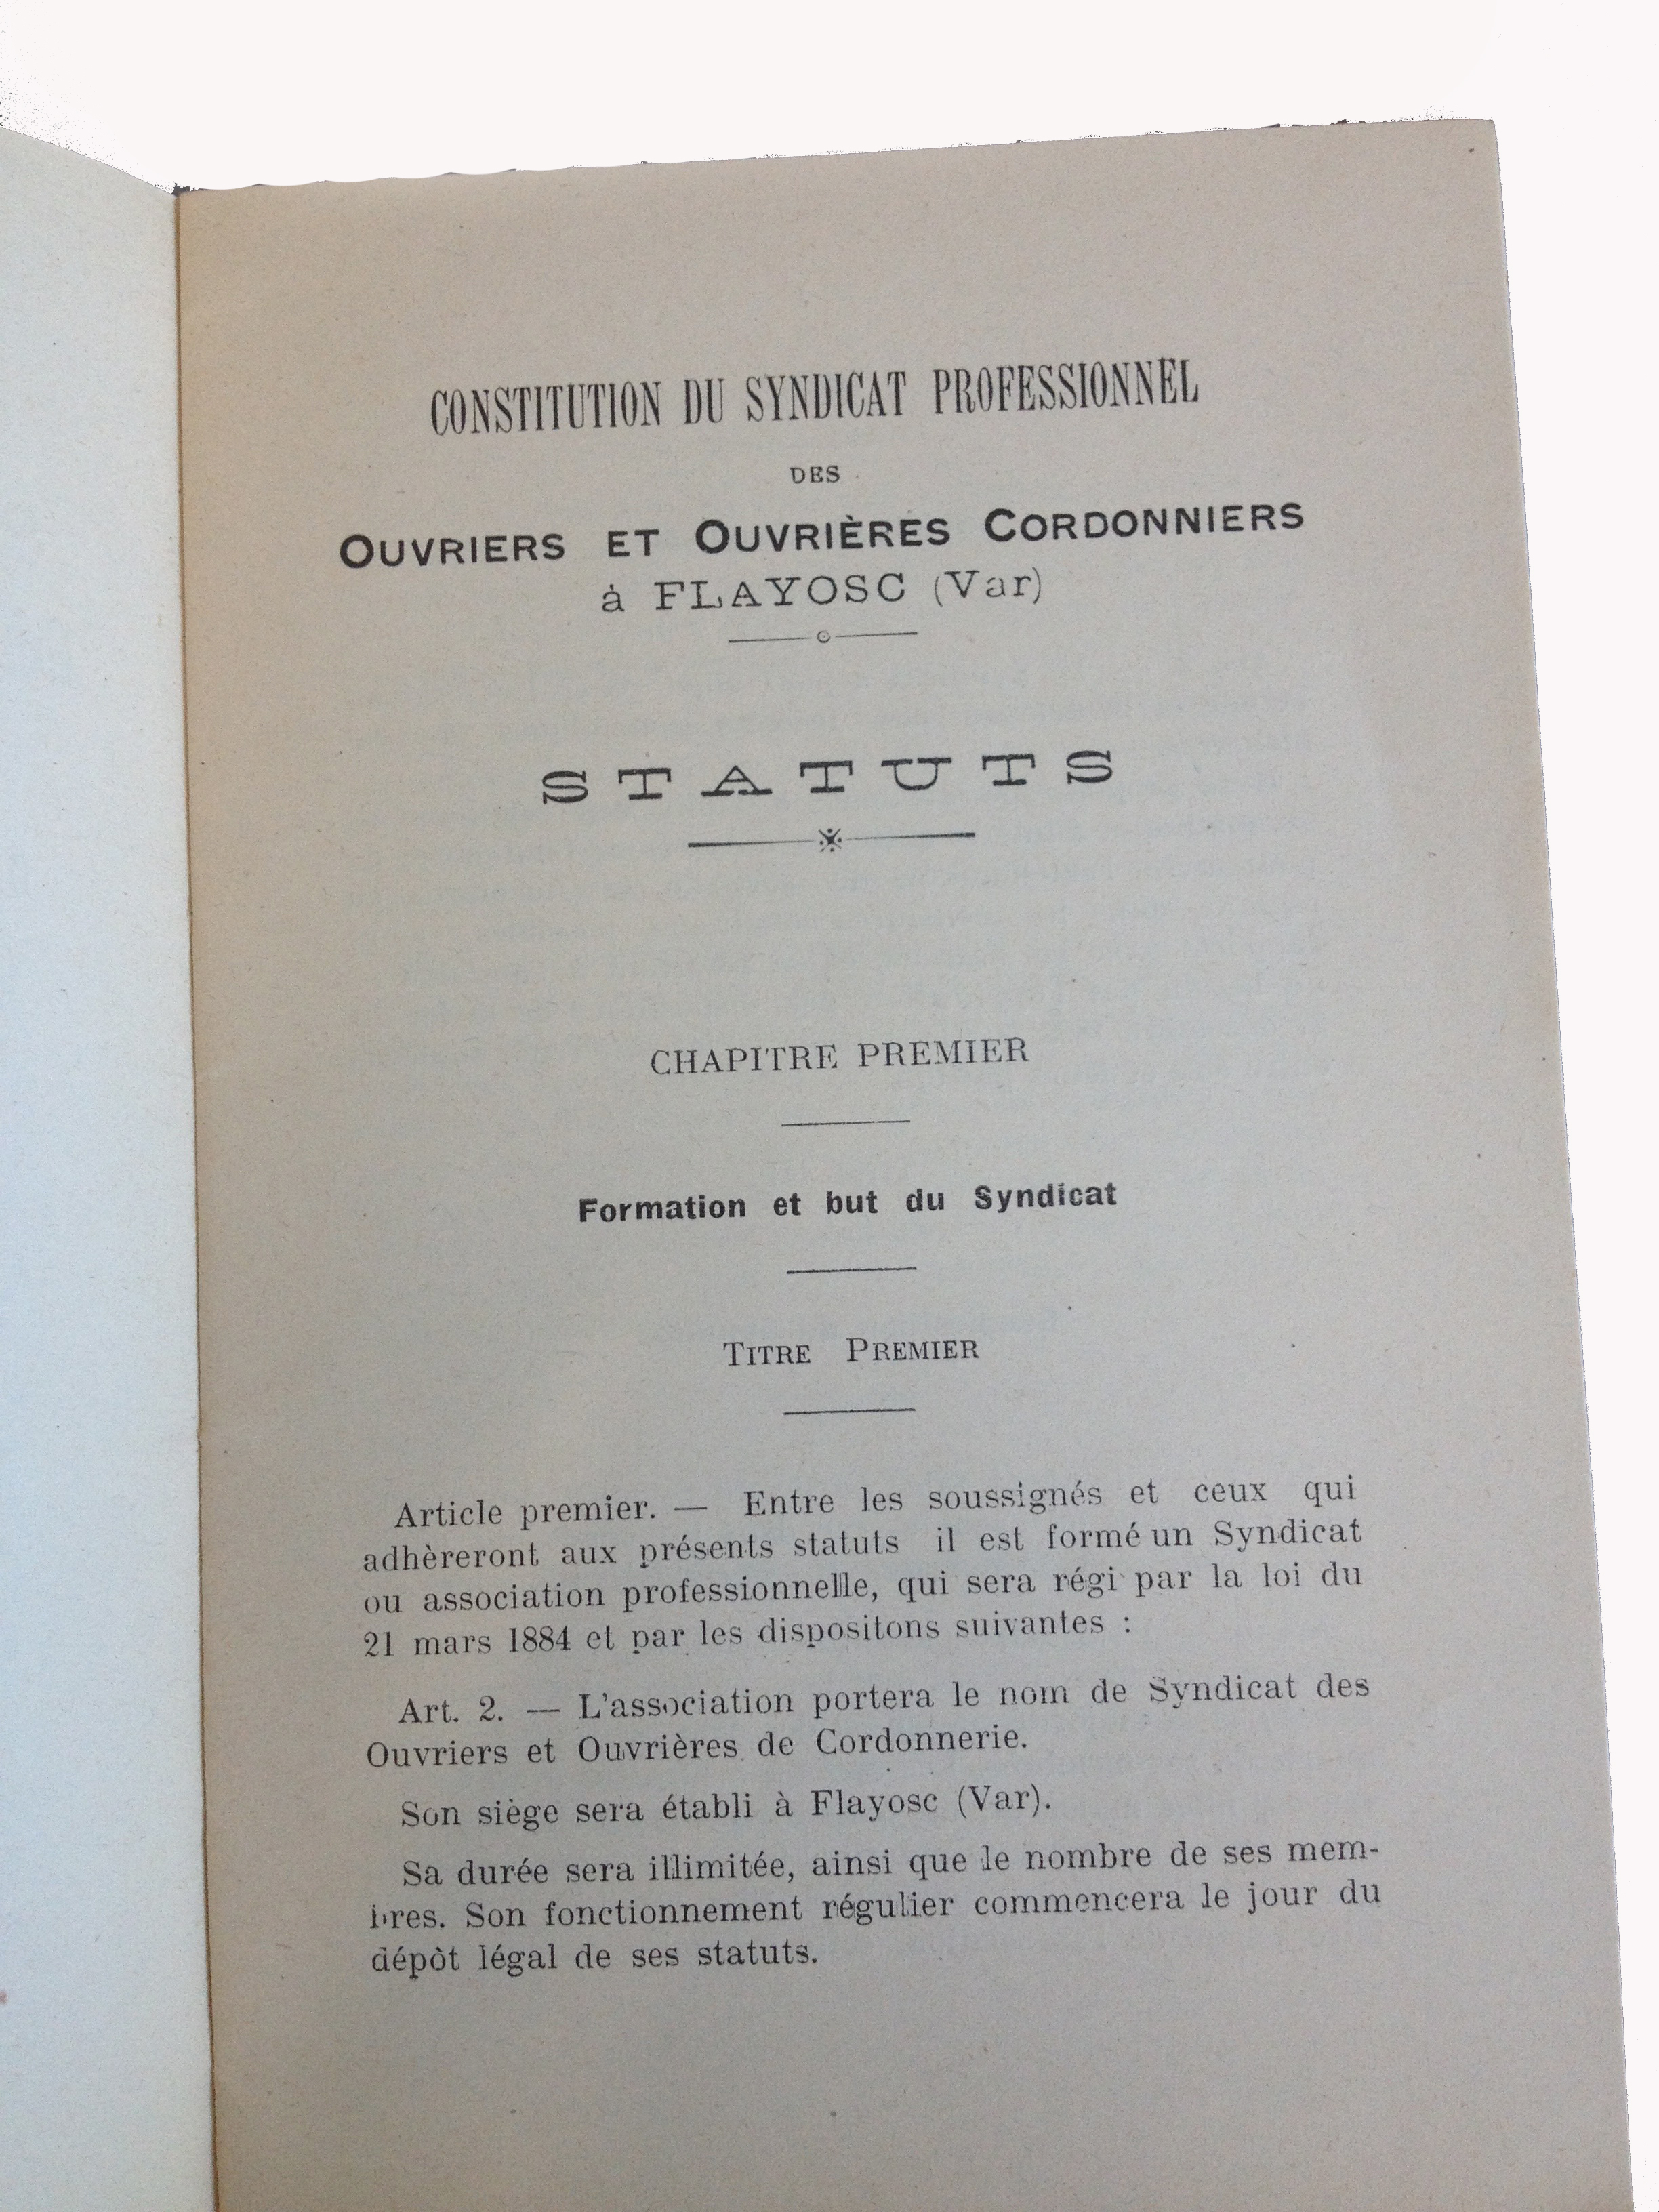 CONSTITUTION DU SYNDICAT PROFESSIONNEL
DES
OUVRIERS ET OUVRIÈRES CORDONNIERS
à FLAYOSC (Var)
STATUTS
CHAPITRE PREMIER
Formation et but du Syndicat
TITRE PREMIER
Article premier. — Entre les soussignés et ceux qui
adhèreront aux présents statuts il est formé un Syndicat
ou association professionnelle, qui sera régi par la loi du
21 mars 1884 et par les dispositons suivantes :
Art. 2. — L'association portera le nom de Syndicat des
Ouvriers et Ouvrières de Cordonnerie.
Son siège sera établi à Flayosc (Var).
Sa durée sera illimitée, ainsi que le nombre de ses mem-
bres. Son fonctionnement régulier commencera le jour du
dépòt légal de ses statuts.